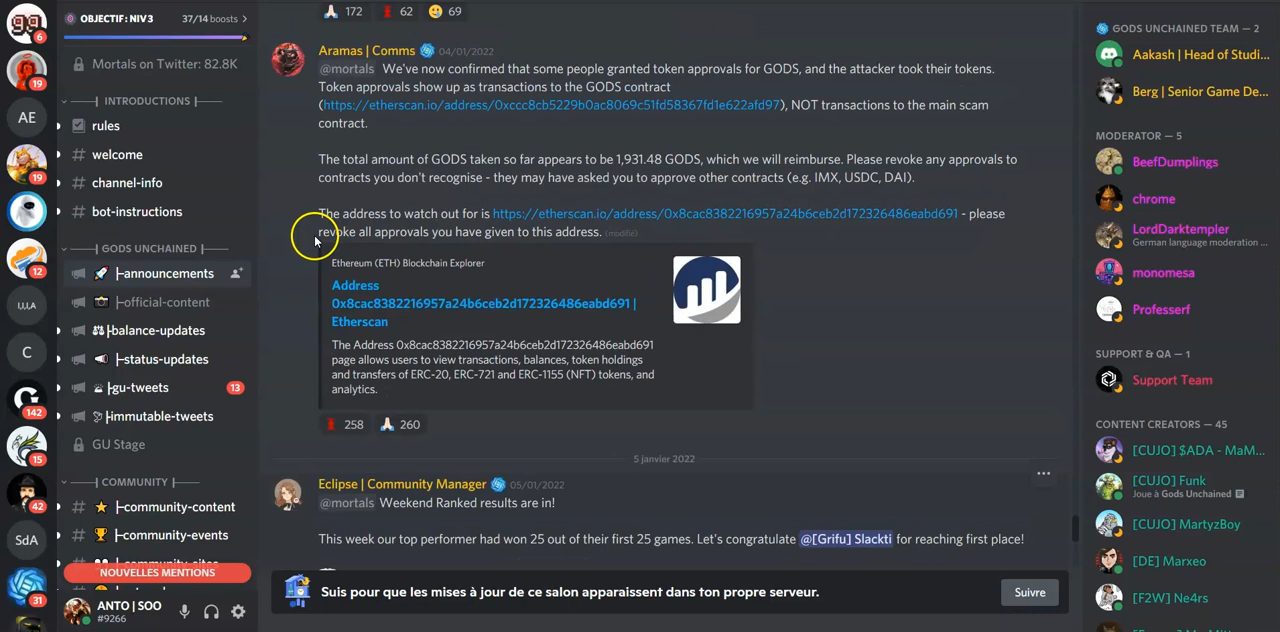 OBJECTIF: NIV 3
37/14 boosts
Mortals on Twitter: 82.8K
INTRODUCTIONS
rules
welcome
channel-info
bot-instructions
GODS UNCHAINED
announcements
official-content
balance-updates
status-updates
gu-tweets
13
immutable-tweets
GU Stage
COMMUNITY
community-content
community-events
NOUVELLES MENTIONS
ANTO | SOO
#9266
6
19
AE
19
12
LLLA
C
142
15
42
SdA
31
172
62
69
Aramas | Comms 04/01/2022
@mortals We've now confirmed that some people granted token approvals for GODS, and the attacker took their tokens.
Token approvals show up as transactions to the GODS contract
(https://etherscan.io/address/0xccc8cb5229b0ac8069c51fd58367fd1e622afd97), NOT transactions to the main scam
contract.
The total amount of GODS taken so far appears to be 1,931.48 GODS, which we will reimburse. Please revoke any approvals to
contracts you don't recognise - they may have asked you to approve other contracts (e.g. IMX, USDC, DAI).
The address to watch out for is https://etherscan.io/address/0x8cac8382216957a24b6ceb2d172326486eabd691 - please
revoke all approvals you have given to this address. (modifié)
Ethereum (ETH) Blockchain Explorer
Address
0x8cac8382216957a24b6ceb2d172326486eabd691 |
Etherscan
The Address 0x8cac8382216957a24b6ceb2d172326486eabd691
page allows users to view transactions, balances, token holdings
and transfers of ERC-20, ERC-721 and ERC-1155 (NFT) tokens, and
analytics.
258
260
5 janvier 2022
Eclipse | Community Manager 05/01/2022
@mortals Weekend Ranked results are in!
This week our top performer had won 25 out of their first 25 games. Let's congratulate @[Grifu] Slackti for reaching first place!
Suis pour que les mises à jour de ce salon apparaissent dans ton propre serveur.
Suivre
GODS UNCHAINED TEAM — 2
Aakash | Head of Studi...
Berg | Senior Game De...
MODERATOR — 5
BeefDumplings
chrome
LordDarktempler
German language moderation ...
monomesa
Professerf
SUPPORT & QA — 1
Support Team
CONTENT CREATORS — 45
[CUJO] $ADA - MaM...
[CUJO] Funk
Joue à Gods Unchained
[CUJO] MartyzBoy
[DE] Marxeo
[F2W] Ne4rs